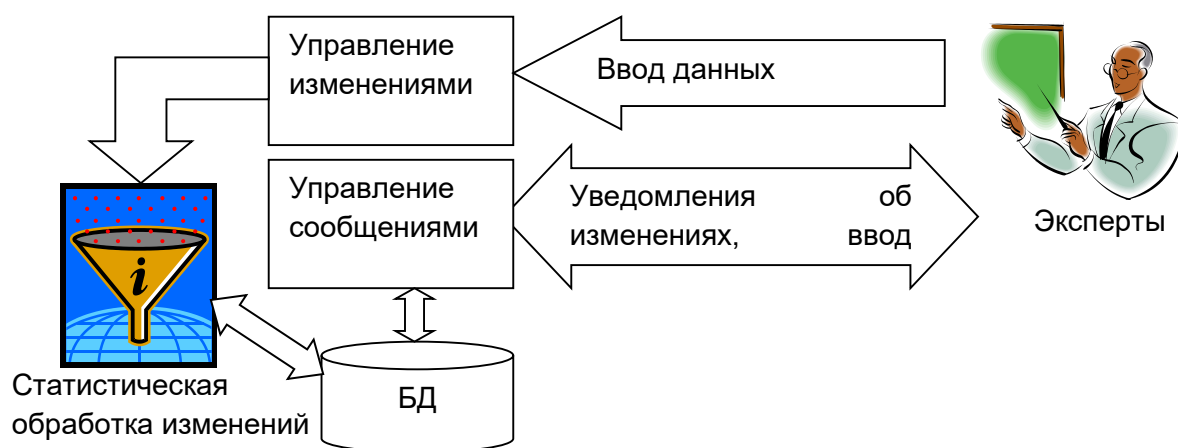 Управление
изменениями
Ввод данных
Управление
сообщениями
Уведомления об
изменениях, ввод
Эксперты
i
Статистическая
обработка изменений
БД